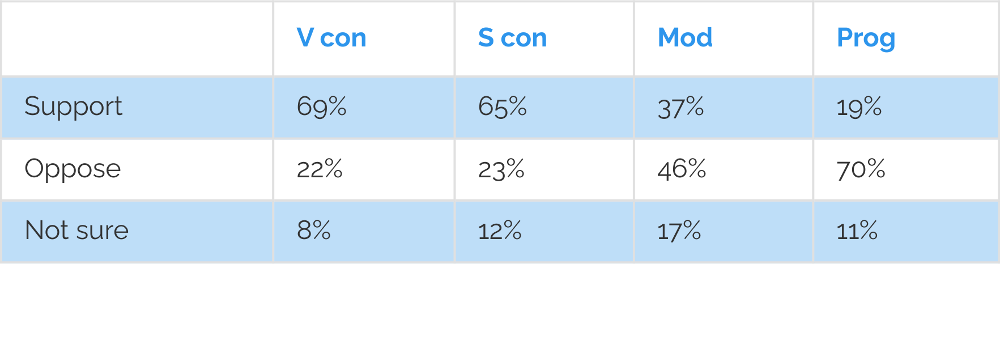 V con S con Mod Prog
Support 69% 65% 37% 19%
Oppose 22% 23% 46% 70%
Not sure 8% 12% 17% 11%